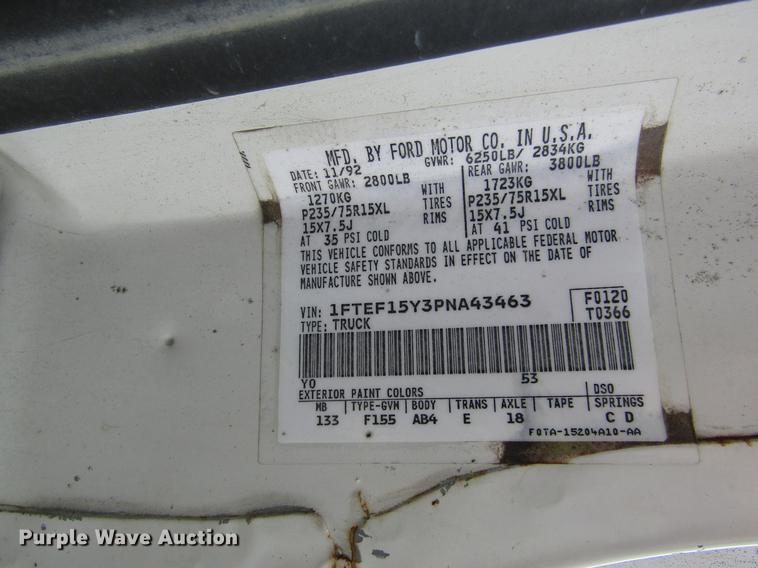 MFD. BY FORD MOTOR CO. IN U.S.A.
DATE: 11/92 GVWR: 6250LB/ 2834KG
FRONT GAWR: 2800LB REAR GAWR: 3800LB
1270KG WITH 1723KG WITH
P235/75R15XL TIRES P235/75R15XL TIRES
15X7.5J RIMS 15X7.5J RIMS
AT 35 PSI COLD AT 41 PSI COLD
THIS VEHICLE CONFORMS TO ALL APPLICABLE FEDERAL MOTOR
VEHICLE SAFETY STANDARDS IN EFFECT ON THE DATE OF
MANUFACTURE SHOWN ABOVE.
VIN: 1FTEF15Y3PNA43463 F0120
TYPE: TRUCK T0366
YO 53
EXTERIOR PAINT COLORS DSO
MB TYPE-GVM BODY TRANS AXLE TAPE SPRINGS
133 F155 AB4 E 18 C D
F0TA-15204A10-AA
Purple Wave Auction